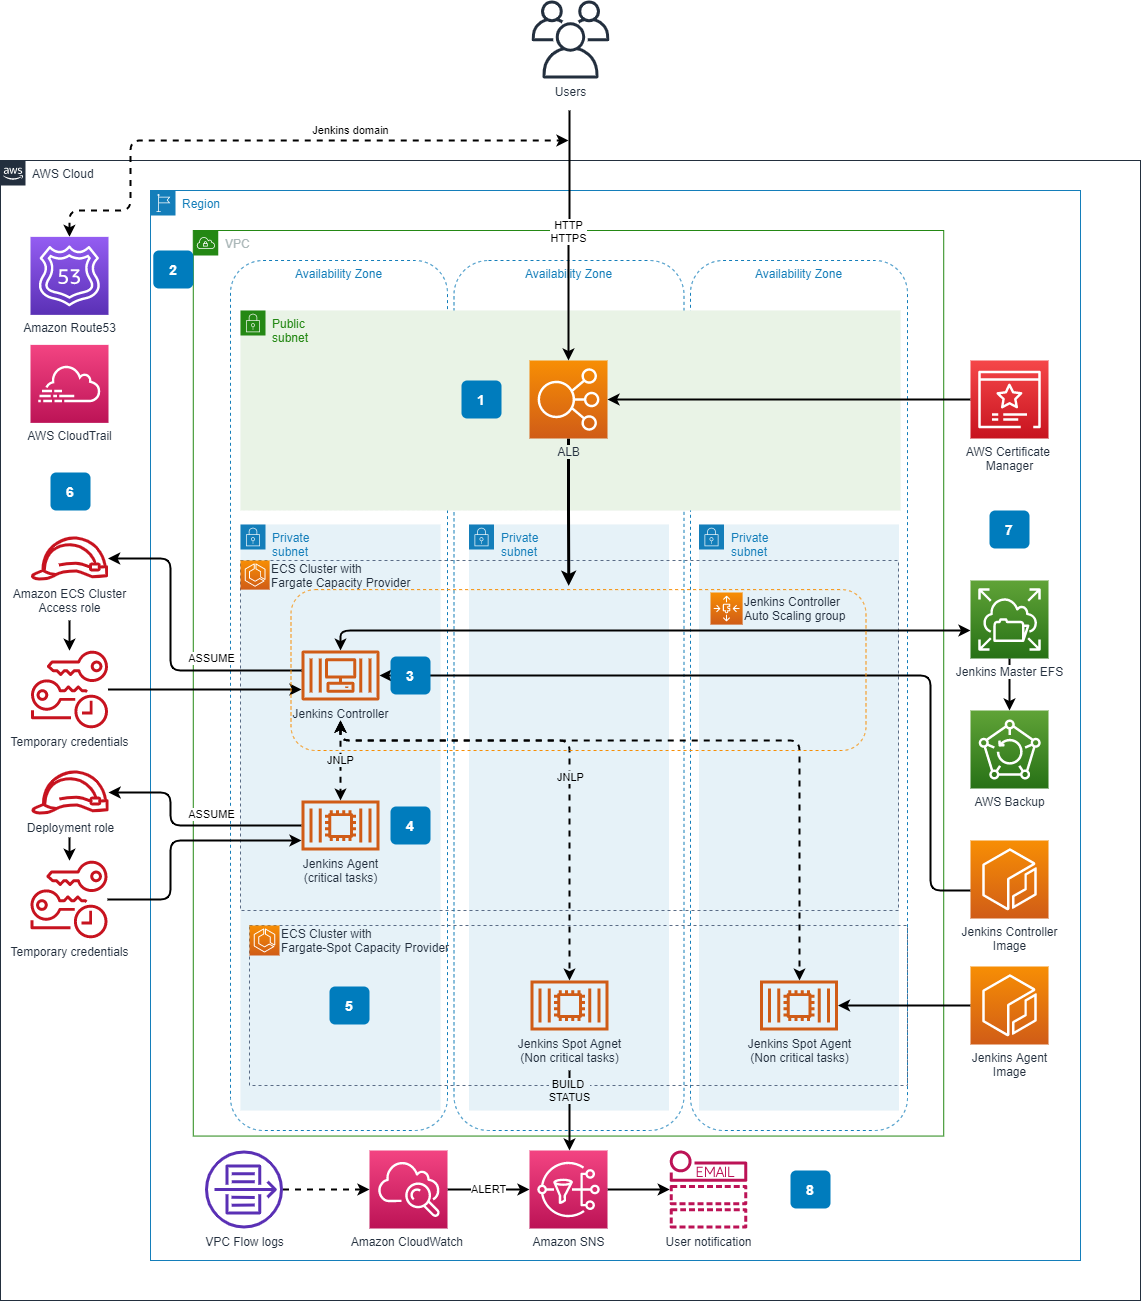 Users
Jenkins domain
aws
AWS Cloud
Region
HTTP
HTTPS
VPC
2
Availability Zone
Availability Zone
Availability Zone
53
Amazon Route53
Public
subnet
1
ALB
AWS CloudTrail
AWS Certificate
Manager
6
7
Private
subnet
Private
subnet
Private
subnet
ECS Cluster with
Fargate Capacity Provider
Amazon ECS Cluster
Access role
Jenkins Controller
Auto Scaling group
ASSUME
3
Jenkins Master EFS
Jenkins Controller
Temporary credentials
JNLP
JNLP
AWS Backup
ASSUME
4
Deployment role
Jenkins Agent
(critical tasks)
Temporary credentials
Jenkins Controller
Image
ECS Cluster with
Fargate-Spot Capacity Provider
5
Jenkins Spot Agnet
(Non critical tasks)
Jenkins Spot Agent
(Non critical tasks)
Jenkins Agent
Image
BUILD
STATUS
EMAIL
ALERT
8
VPC Flow logs
Amazon CloudWatch
Amazon SNS
User notification